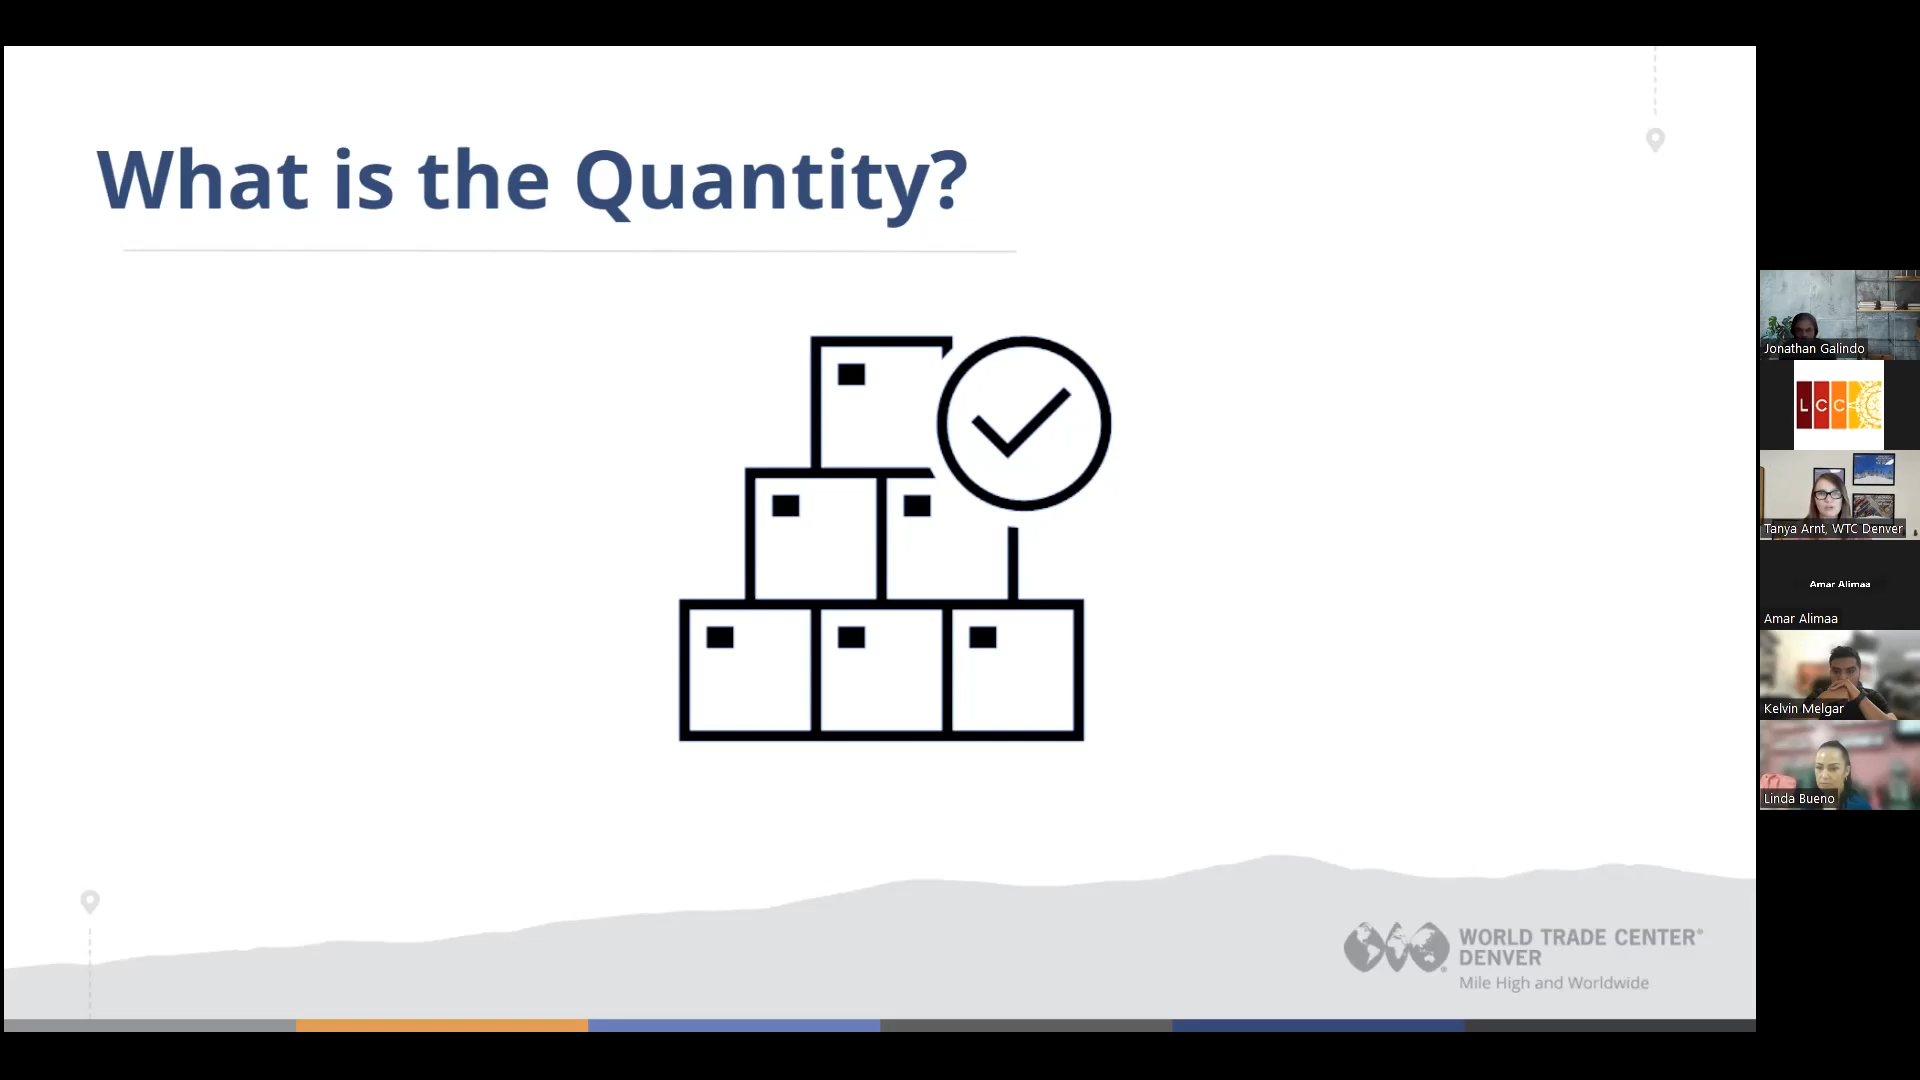 What is the Quantity?
WORLD TRADE CENTER®
DENVER
Mile High and Worldwide
Jonathan Galindo
LCC
Tanya Arnt, WTC Denver
Amar Alimaa
Amar Alimaa
Kelvin Melgar
Linda Bueno